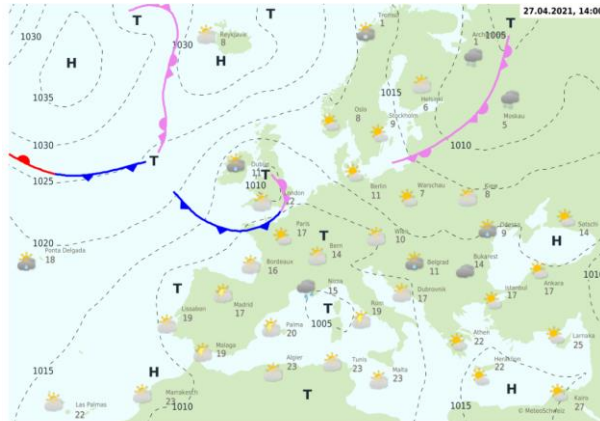 27.04.2021, 14:00
1030
T
T
Tromsö
1
T
1005
Reykjavik
8
1030
Archangelsk
1
H
H
1035
1015
Helsinki
6
Oslo
8
Stockholm
9
Moskau
5
1030
1010
T
Dublin
11
T
1010
1025
London
12
Berlin
11
Warschau
7
Kiew
8
Paris
17
T
Wien
10
Odessa
9
Sotschi
14
1020
H
Bern
14
Ponta Delgada
18
Bordeaux
16
Belgrad
11
Bukarest
14
1010
Ankara
17
T
Nizza
15
Dubrovnik
17
Istanbul
17
Madrid
17
Lissabon
19
T
1005
Rom
19
Palma
20
Athen
22
Larnaka
25
Malaga
19
1015
H
Algier
23
Tunis
23
Malta
23
Heraklion
22
Marrakesch
23
T
H
Kairo
27
Las Palmas
22
1010
1015
© MeteoSchweiz